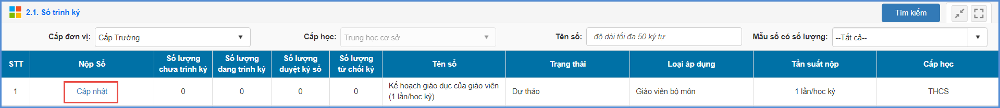 2.1. Sổ trình ký
Tìm kiếm
Cấp đơn vị: Cấp Trường
Cấp học: Trung học cơ sở
Tên sổ: độ dài tối đa 50 ký tự
Mẫu sổ có số lượng: --Tất cả--
STT
Nộp Sổ
Số lượng
chưa trình ký
Số lượng
đang trình ký
Số lượng
duyệt ký số
Số lượng
từ chối ký
Tên sổ
Trạng thái
Loại áp dụng
Tần suất nộp
Cấp học
1
Cập nhật
0
0
0
0
Kế hoạch giáo dục của giáo viên
(1 lần/học kỳ)
Dự thảo
Giáo viên bộ môn
1 lần/học kỳ
THCS